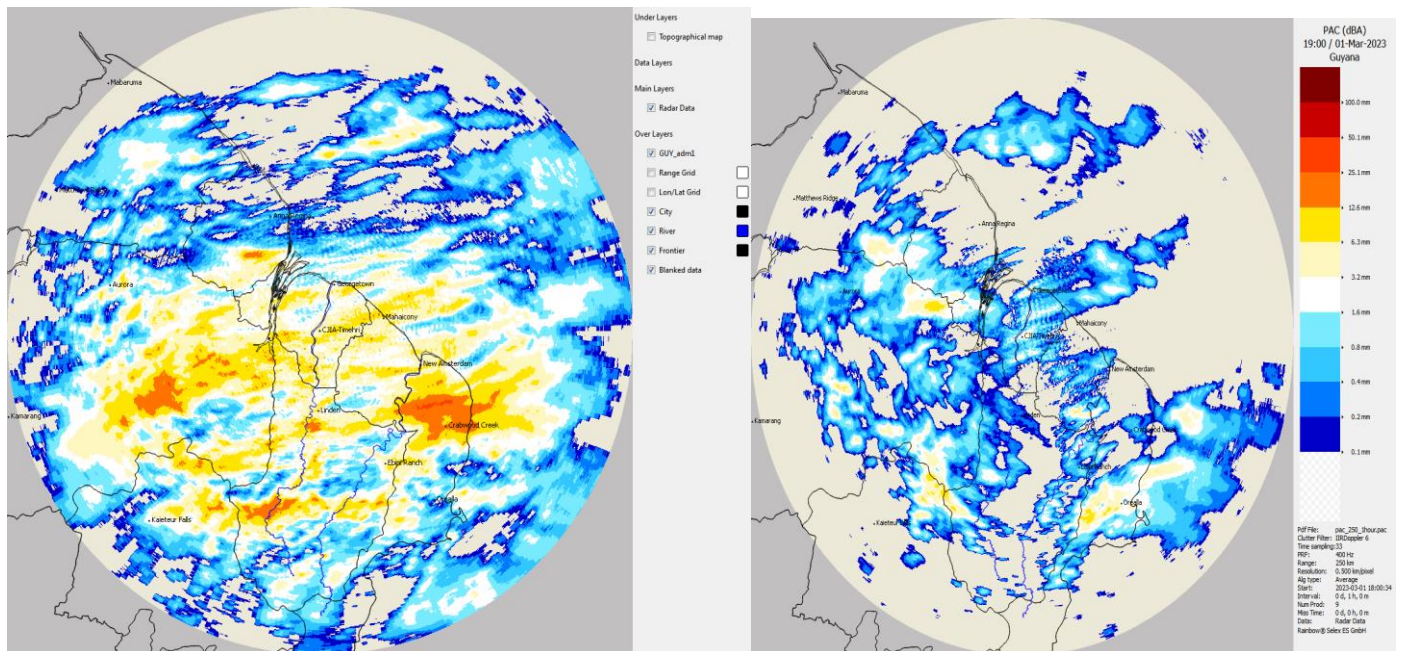 Mabaruma
Georgetown
Aurora
CJIA-Timehri
Mahaicony
New Amsterdam
Linden
Kamarang
Crabwood Creek
Ebini Ranch
Orealla
Kaieteur Falls
Under Layers
Topographical map
Data Layers
Main Layers
Radar Data
Over Layers
GUY_adm1
Range Grid
Lon/Lat Grid
City
River
Frontier
Blanked data
Mabaruma
Matthews Ridge
Anna Regina
Mahaicony
New Amsterdam
Kamarang
Orealla
PAC (dBA)
19:00 / 01-Mar-2023
Guyana
100.0 mm
50.1 mm
25.1 mm
12.6 mm
6.3 mm
3.2 mm
1.6 mm
0.8 mm
0.4 mm
0.2 mm
0.1 mm
Pdf File: pac_250_1hour.pac
Clutter Filter: IIRDoppler 6
Time sampling:33
PRF: 400 Hz
Range: 250 km
Resolution: 0.500 km/pixel
Alg type: Average
Start: 2023-03-01 18:00:34
Interval: 0 d, 1 h, 0 m
Num Prod: 9
Miss Time: 0 d, 0 h, 0 m
Data: Radar Data
Rainbow® Selex ES GmbH